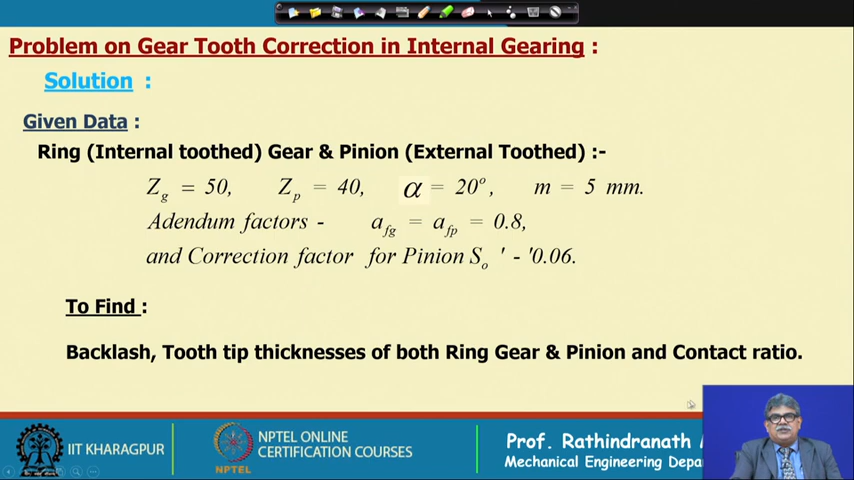 Problem on Gear Tooth Correction in Internal Gearing :
Solution :
Given Data :
Ring (Internal toothed) Gear & Pinion (External Toothed) :-
Z_g = 50, Z_p = 40, α = 20°, m = 5 mm.
Adendum factors - a_fg = a_fp = 0.8,
and Correction factor for Pinion S_o ' - '0.06.
To Find :
Backlash, Tooth tip thicknesses of both Ring Gear & Pinion and Contact ratio.
IIT KHARAGPUR
NPTEL
NPTEL ONLINE
CERTIFICATION COURSES
Prof. Rathindranath
Mechanical Engineering